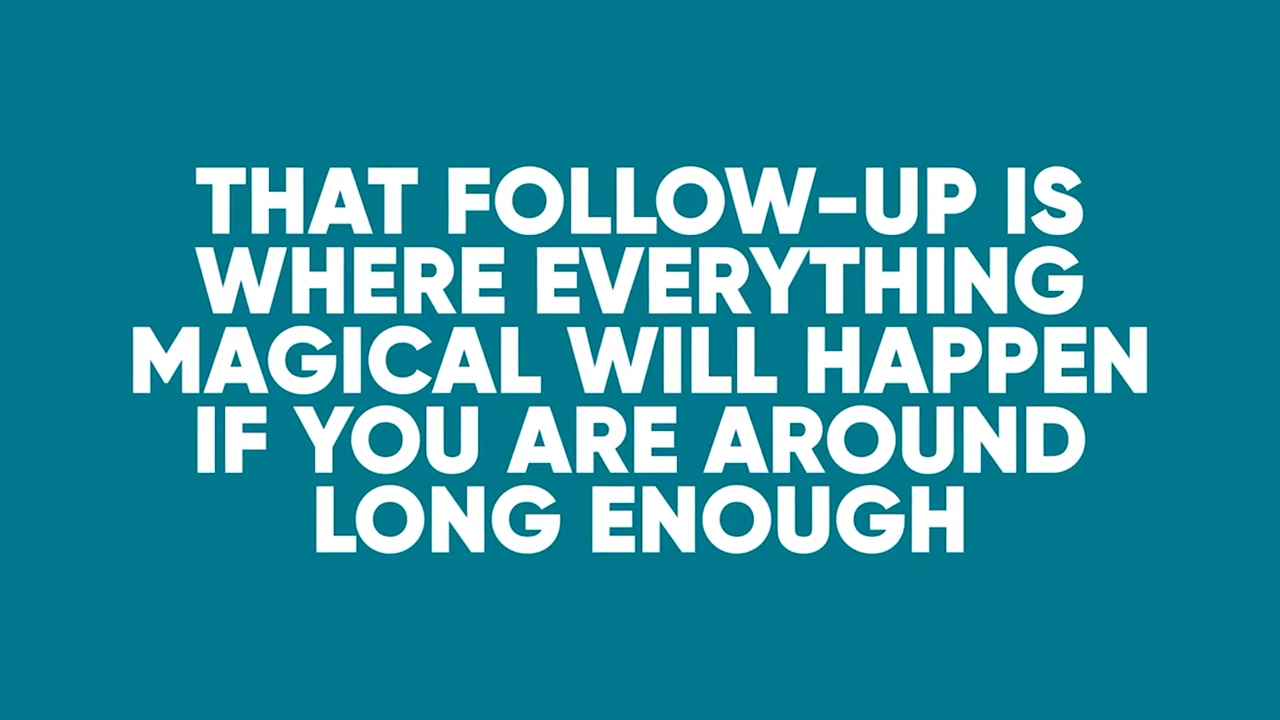 THAT FOLLOW-UP IS
WHERE EVERYTHING
MAGICAL WILL HAPPEN
IF YOU ARE AROUND
LONG ENOUGH